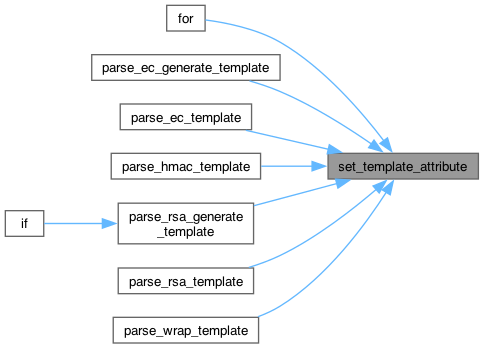 for
parse_ec_generate_template
parse_ec_template
parse_hmac_template
set_template_attribute
if
parse_rsa_generate
_template
parse_rsa_template
parse_wrap_template